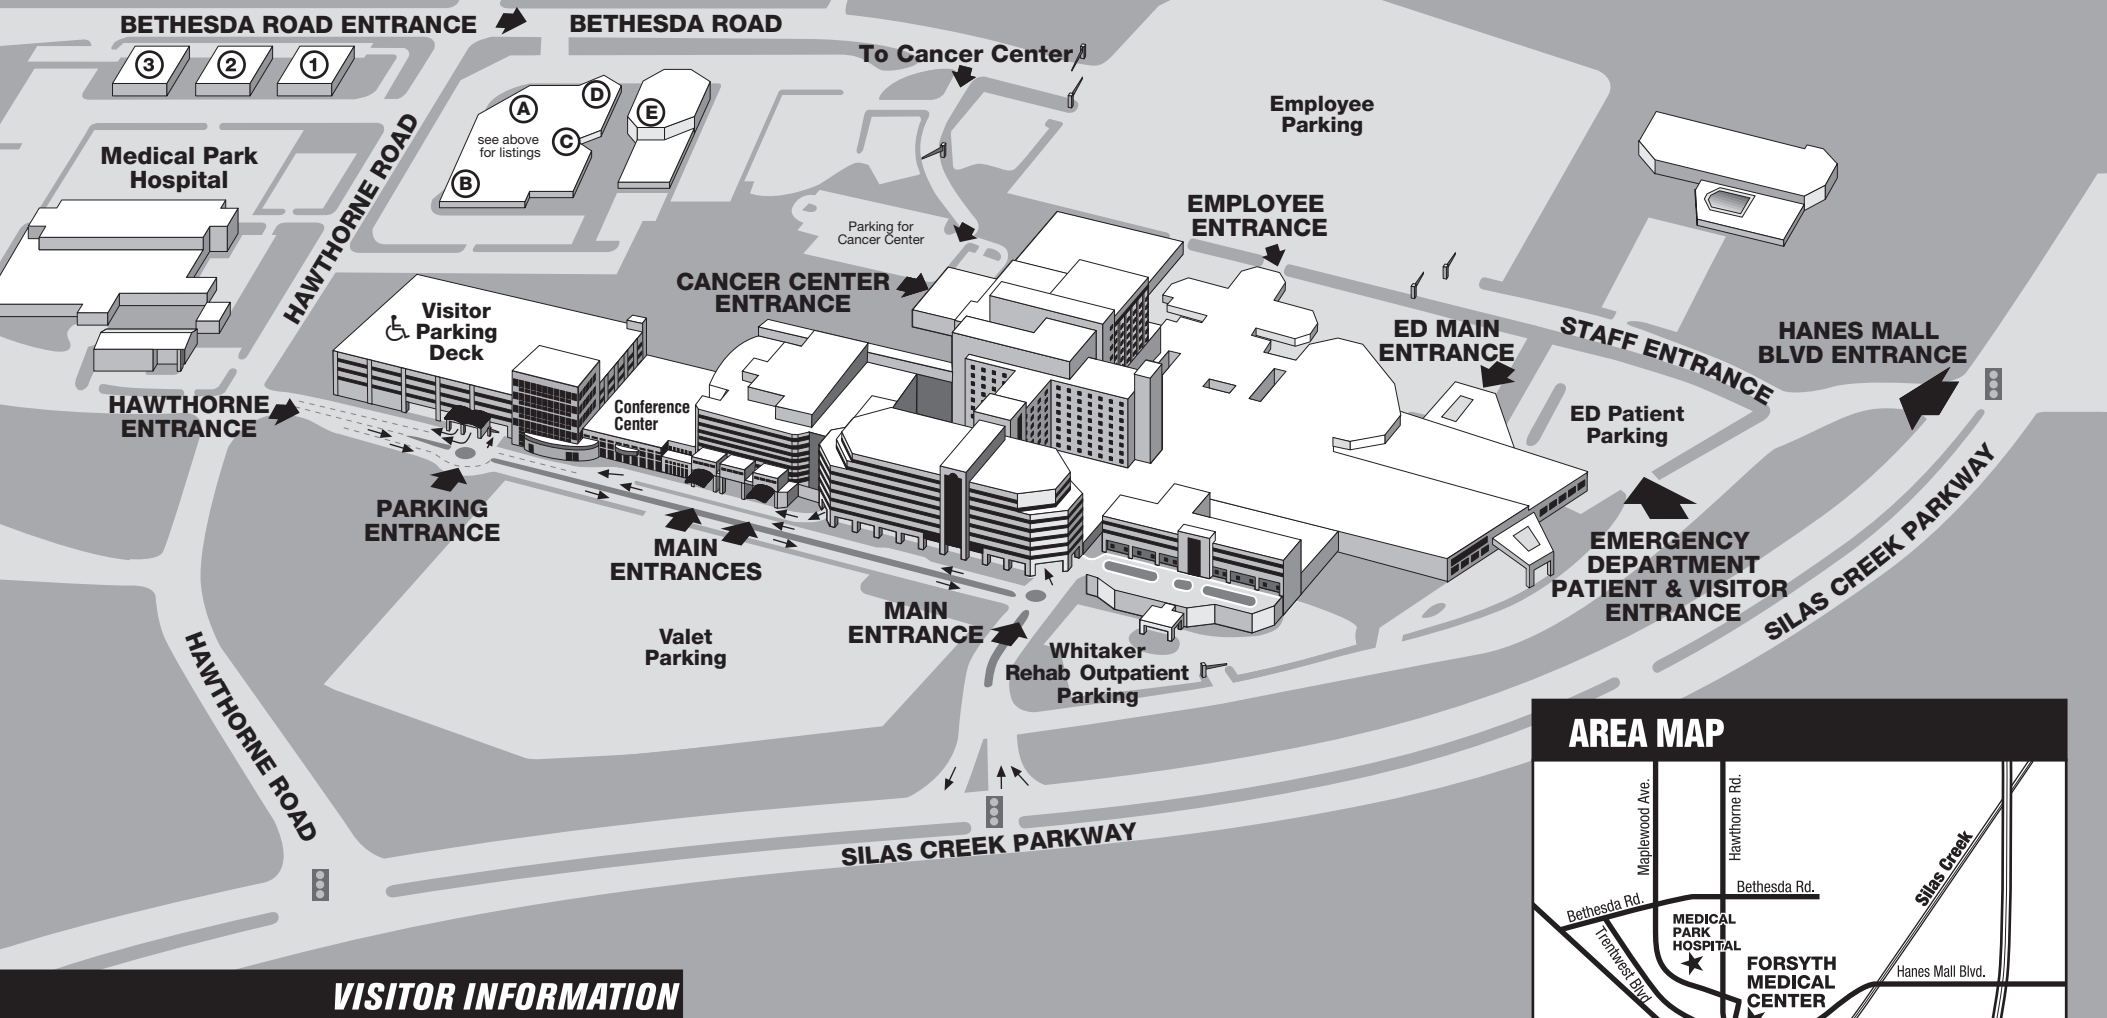 BETHESDA ROAD ENTRANCE
BETHESDA ROAD
To Cancer Center
3
2
1
A
D
E
see above
for listings
C
B
Employee
Parking
Medical Park
Hospital
HAWTHORNE ROAD
Parking for
Cancer Center
EMPLOYEE
ENTRANCE
CANCER CENTER
ENTRANCE
Visitor
Parking
Deck
ED MAIN
ENTRANCE
STAFF ENTRANCE
HANES MALL
BLVD ENTRANCE
HAWTHORNE
ENTRANCE
Conference
Center
ED Patient
Parking
PARKING
ENTRANCE
MAIN
ENTRANCES
EMERGENCY
DEPARTMENT
PATIENT & VISITOR
ENTRANCE
SILAS CREEK PARKWAY
MAIN
ENTRANCE
Valet
Parking
Whitaker
Rehab Outpatient
Parking
HAWTHORNE ROAD
SILAS CREEK PARKWAY
AREA MAP
Maplewood Ave.
Hawthorne Rd.
Silas Creek
Bethesda Rd.
Bethesda Rd.
Trentwest Blvd
MEDICAL
PARK
HOSPITAL
FORSYTH
MEDICAL
CENTER
Hanes Mall Blvd.
VISITOR INFORMATION